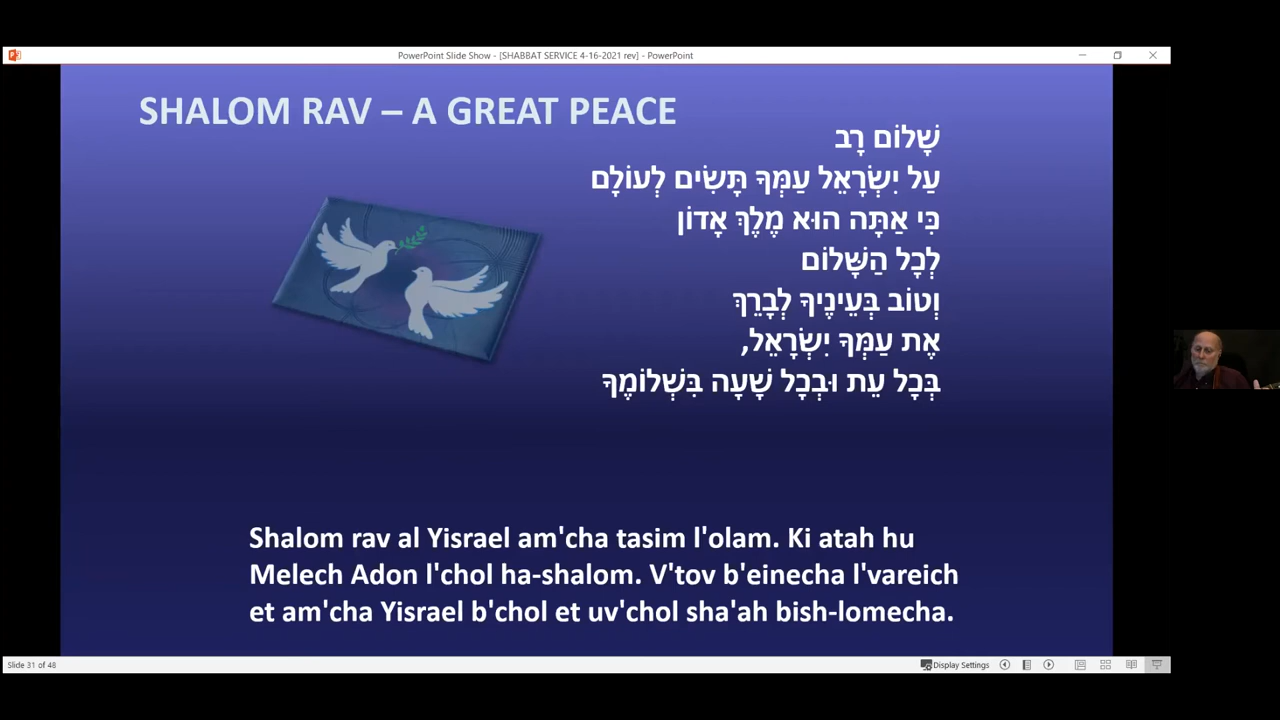 PowerPoint Slide Show - [SHABBAT SERVICE 4-16-2021 rev] - PowerPoint
SHALOM RAV – A GREAT PEACE
שָׁלוֹם רָב
עַל יִשְׂרָאֵל עַמְּךָ תָּשִׂים לְעוֹלָם
כִּי אַתָּה הוּא מֶלֶךְ אָדוֹן
לְכָל הַשָּׁלוֹם
וְטוֹב בְּעֵינֶיךָ לְבָרֵךְ
אֶת עַמְּךָ יִשְׂרָאֵל,
בְּכָל עֵת וּבְכָל שָׁעָה בִּשְׁלוֹמֶךָ
Shalom rav al Yisrael am'cha tasim l'olam. Ki atah hu
Melech Adon l'chol ha-shalom. V'tov b'einecha l'vareich
et am'cha Yisrael b'chol et uv'chol sha'ah bish-lomecha.
Slide 31 of 48
Display Settings